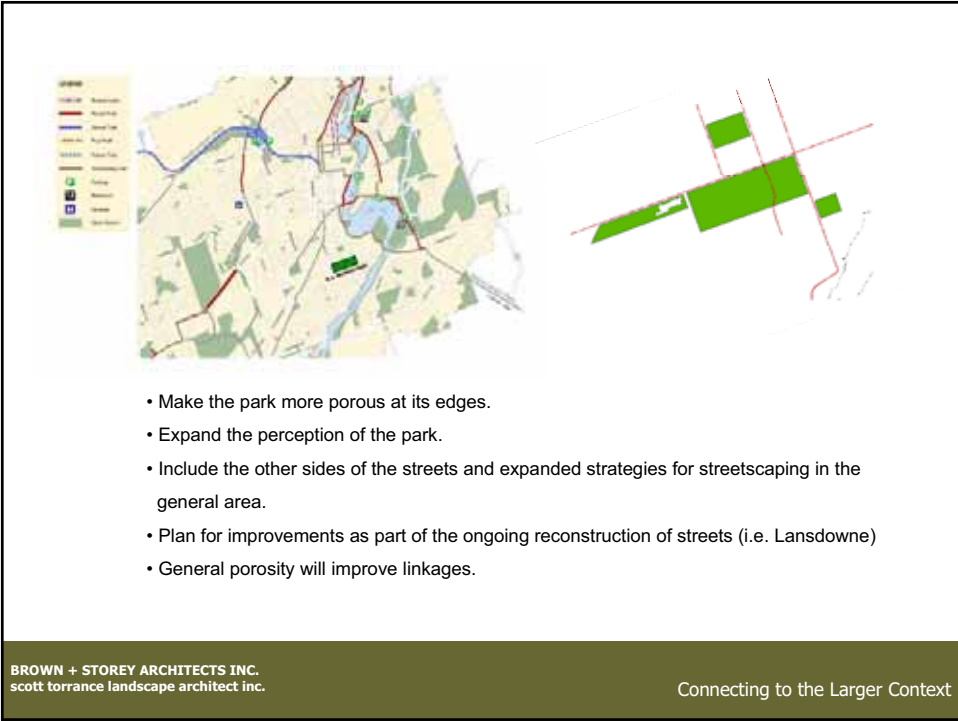 • Make the park more porous at its edges.
• Expand the perception of the park.
• Include the other sides of the streets and expanded strategies for streetscaping in the
general area.
• Plan for improvements as part of the ongoing reconstruction of streets (i.e. Lansdowne)
• General porosity will improve linkages.
BROWN + STOREY ARCHITECTS INC.
scott torrance landscape architect inc.
Connecting to the Larger Context